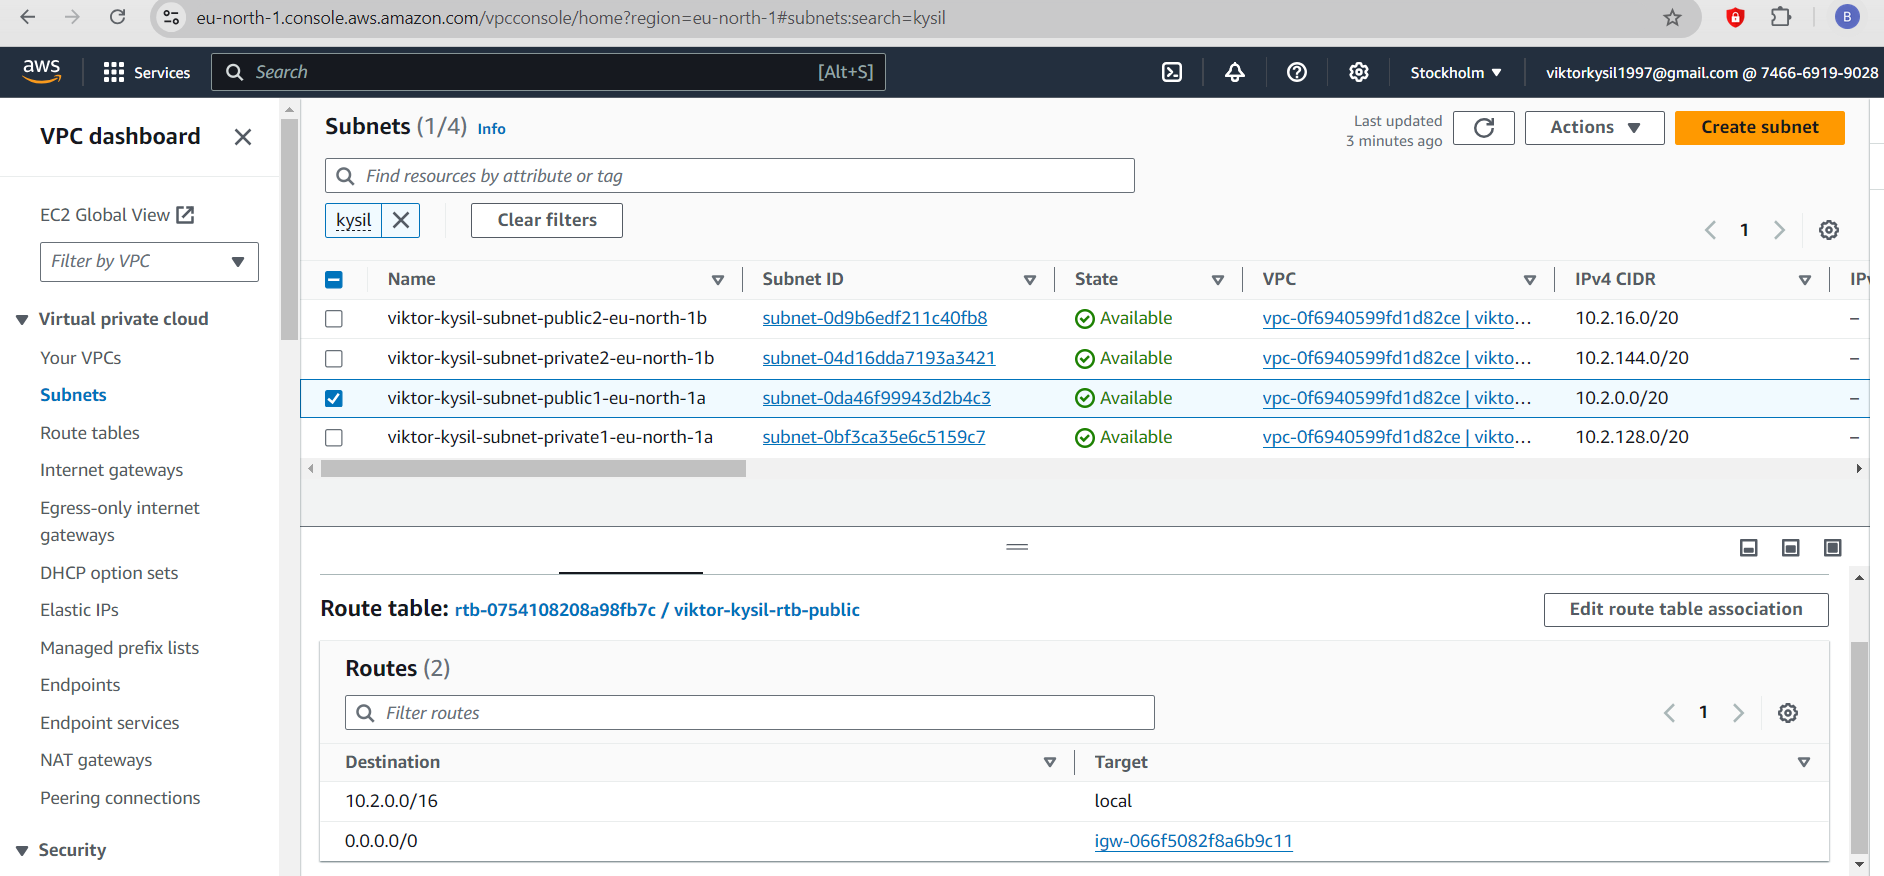 eu-north-1.console.aws.amazon.com/vpcconsole/home?region=eu-north-1#subnets:search=kysil
B
aws
Services
Search
[Alt+S]
Stockholm
viktorkysil1997@gmail.com @ 7466-6919-9028
VPC dashboard
EC2 Global View
Filter by VPC
Virtual private cloud
Your VPCs
Subnets
Route tables
Internet gateways
Egress-only internet
gateways
DHCP option sets
Elastic IPs
Managed prefix lists
Endpoints
Endpoint services
NAT gateways
Peering connections
Security
Subnets (1/4) Info
Last updated
3 minutes ago
Actions
Create subnet
Find resources by attribute or tag
kysil
Clear filters
1
Name Subnet ID State VPC IPv4 CIDR
viktor-kysil-subnet-public2-eu-north-1b subnet-0d9b6edf211c40fb8 Available vpc-0f6940599fd1d82ce | vikto... 10.2.16.0/20 –
viktor-kysil-subnet-private2-eu-north-1b subnet-04d16dda7193a3421 Available vpc-0f6940599fd1d82ce | vikto... 10.2.144.0/20 –
viktor-kysil-subnet-public1-eu-north-1a subnet-0da46f99943d2b4c3 Available vpc-0f6940599fd1d82ce | vikto... 10.2.0.0/20 –
viktor-kysil-subnet-private1-eu-north-1a subnet-0bf3ca35e6c5159c7 Available vpc-0f6940599fd1d82ce | vikto... 10.2.128.0/20 –
Route table: rtb-0754108208a98fb7c / viktor-kysil-rtb-public
Edit route table association
Routes (2)
Filter routes
1
Destination Target
10.2.0.0/16 local
0.0.0.0/0 igw-066f5082f8a6b9c11